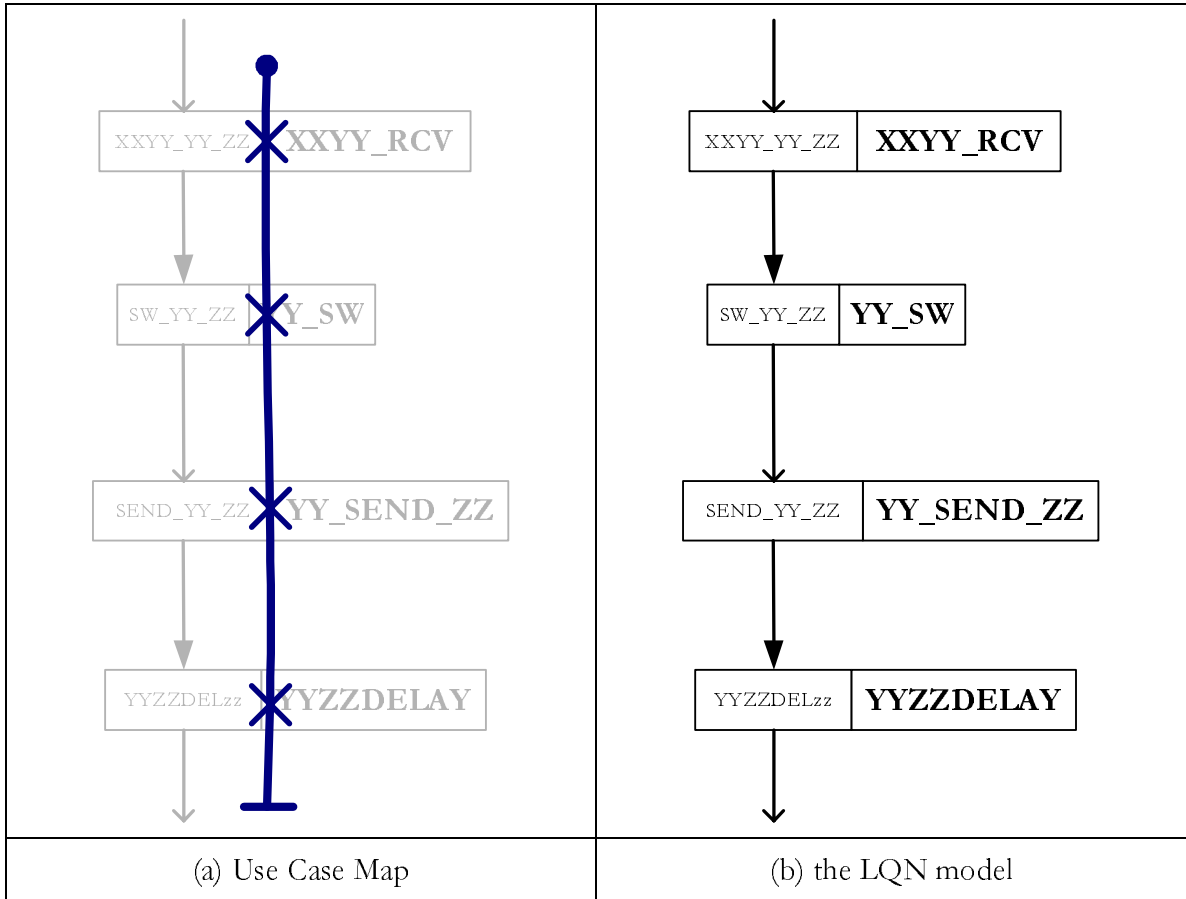 XXYY_YY_ZZ XXYY_RCV
SW_YY_ZZ Y_SW
SEND_YY_ZZ YY_SEND_ZZ
YYZZDELzz YYZZDELAY
(a) Use Case Map
XXYY_YY_ZZ XXYY_RCV
SW_YY_ZZ YY_SW
SEND_YY_ZZ YY_SEND_ZZ
YYZZDELzz YYZZDELAY
(b) the LQN model